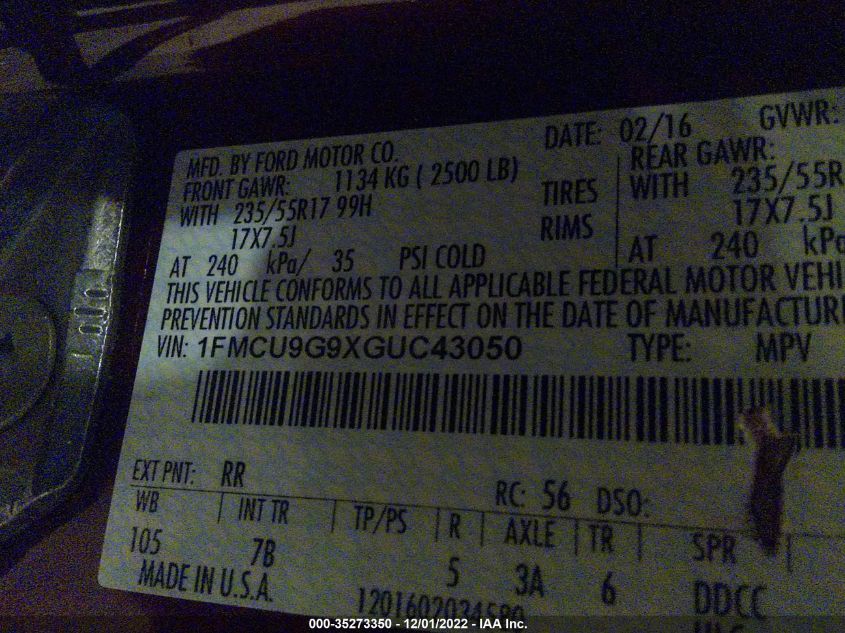 MFD. BY FORD MOTOR CO. DATE: 02/16 GVWR:
FRONT GAWR: 1134 KG ( 2500 LB) REAR GAWR:
WITH 235/55R17 99H TIRES WITH 235/55R
17X7.5J RIMS 17X7.5J
AT 240 kPa/ 35 PSI COLD AT 240 kPa
THIS VEHICLE CONFORMS TO ALL APPLICABLE FEDERAL MOTOR VEHI
PREVENTION STANDARDS IN EFFECT ON THE DATE OF MANUFACTUR
VIN: 1FMCU9G9XGUC43050 TYPE: MPV
EXT PNT: RR RC: 56 DSO:
WB INT TR TP/PS R AXLE TR SPR
105 7B 5 3A 6 DDCC
MADE IN U.S.A.
000-35273350 - 12/01/2022 - IAA Inc.